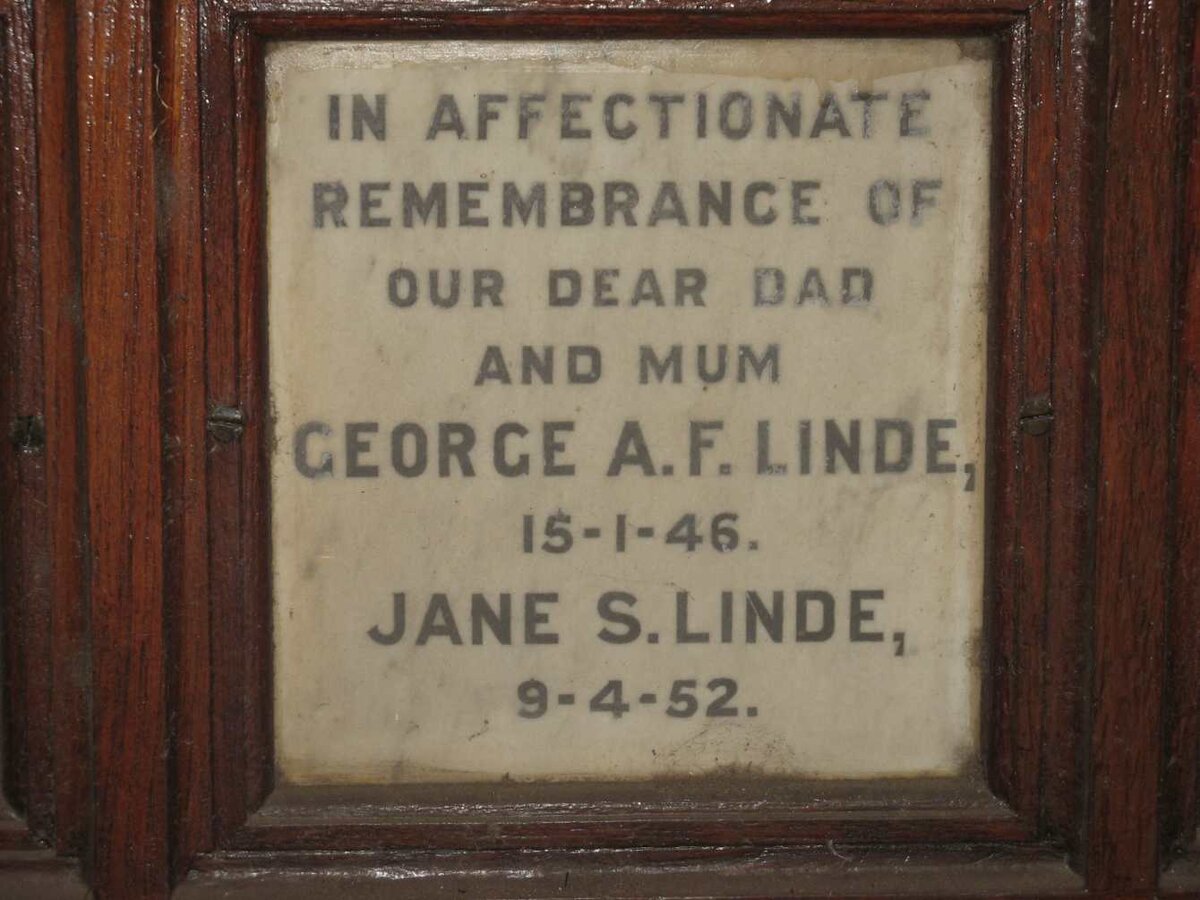 IN AFFECTIONATE
REMEMBRANCE OF
OUR DEAR DAD
AND MUM
GEORGE A.F. LINDE,
15-1-46.
JANE S. LINDE,
9-4-52.